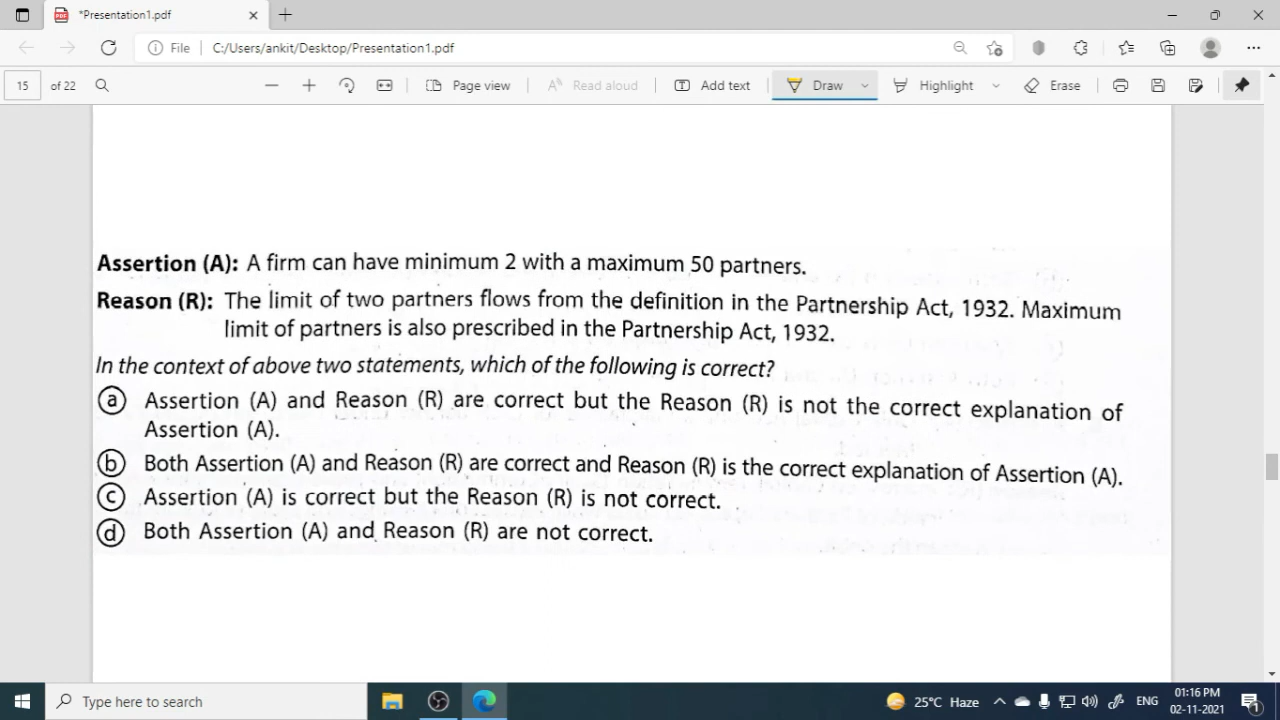 *Presentation1.pdf
File
C:/Users/ankit/Desktop/Presentation1.pdf
15 of 22
Page view
Read aloud
Add text
Draw
Highlight
Erase
Assertion (A): A firm can have minimum 2 with a maximum 50 partners.
Reason (R): The limit of two partners flows from the definition in the Partnership Act, 1932. Maximum
limit of partners is also prescribed in the Partnership Act, 1932.
In the context of above two statements, which of the following is correct?
(a) Assertion (A) and Reason (R) are correct but the Reason (R) is not the correct explanation of
Assertion (A).
(b) Both Assertion (A) and Reason (R) are correct and Reason (R) is the correct explanation of Assertion (A).
(c) Assertion (A) is correct but the Reason (R) is not correct.
(d) Both Assertion (A) and Reason (R) are not correct.
Type here to search
25°C Haze
ENG
01:16 PM
02-11-2021
1